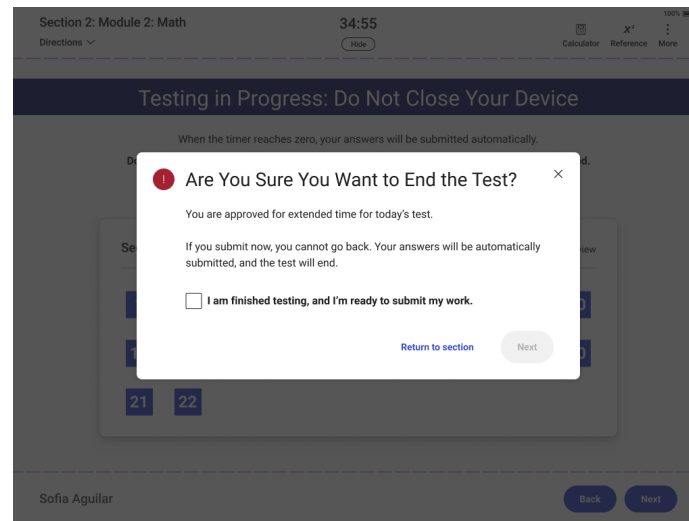 Section 2: Module 2: Math
34:55
100%
Directions
Hide
Calculator Reference More
Testing in Progress: Do Not Close Your Device
When the timer reaches zero, your answers will be submitted automatically.
Are You Sure You Want to End the Test?
You are approved for extended time for today's test.
If you submit now, you cannot go back. Your answers will be automatically
submitted, and the test will end.
I am finished testing, and I'm ready to submit my work.
Return to section Next
21 22
Sofia Aguilar
Back Next